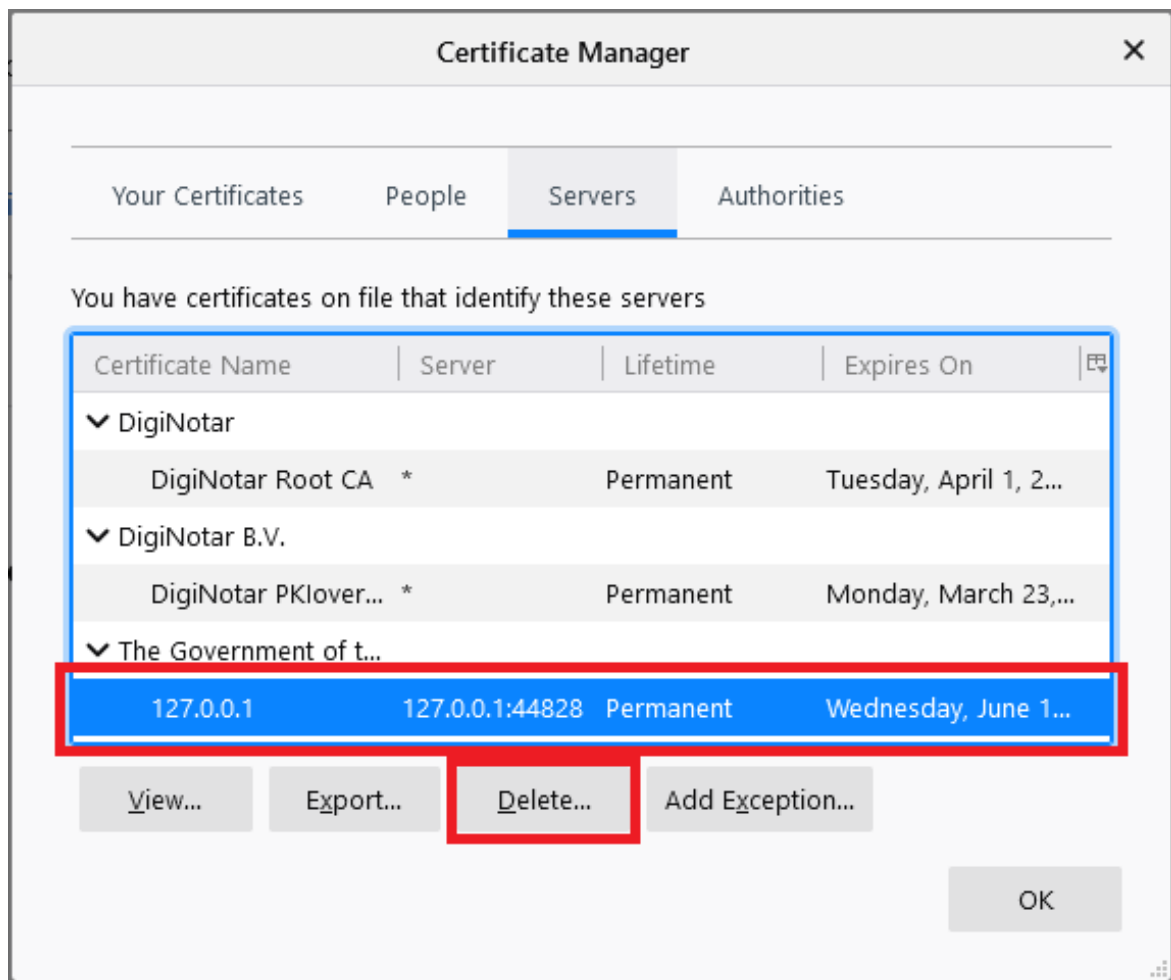 Certificate Manager
Your Certificates People Servers Authorities
You have certificates on file that identify these servers
Certificate Name Server Lifetime Expires On
DigiNotar
DigiNotar Root CA * Permanent Tuesday, April 1, 2...
DigiNotar B.V.
DigiNotar PKIover... * Permanent Monday, March 23,...
The Government of t...
127.0.0.1 127.0.0.1:44828 Permanent Wednesday, June 1...
View... Export... Delete... Add Exception...
OK